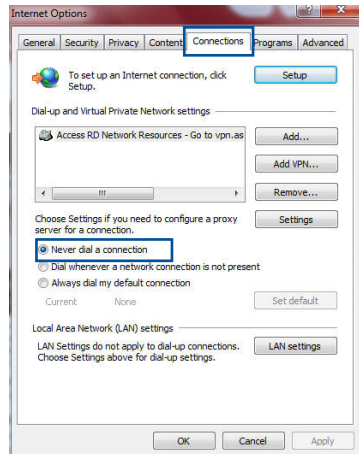 Internet Options
General Security Privacy Content Connections Programs Advanced
To set up an Internet connection, click
Setup.
Setup
Dial-up and Virtual Private Network settings
Access RD Network Resources - Go to vpn.as
Add...
Add VPN...
Remove...
Choose Settings if you need to configure a proxy
server for a connection.
Settings
Never dial a connection
Dial whenever a network connection is not present
Always dial my default connection
Current None
Set default
Local Area Network (LAN) settings
LAN Settings do not apply to dial-up connections.
Choose Settings above for dial-up settings.
LAN settings
OK Cancel Apply